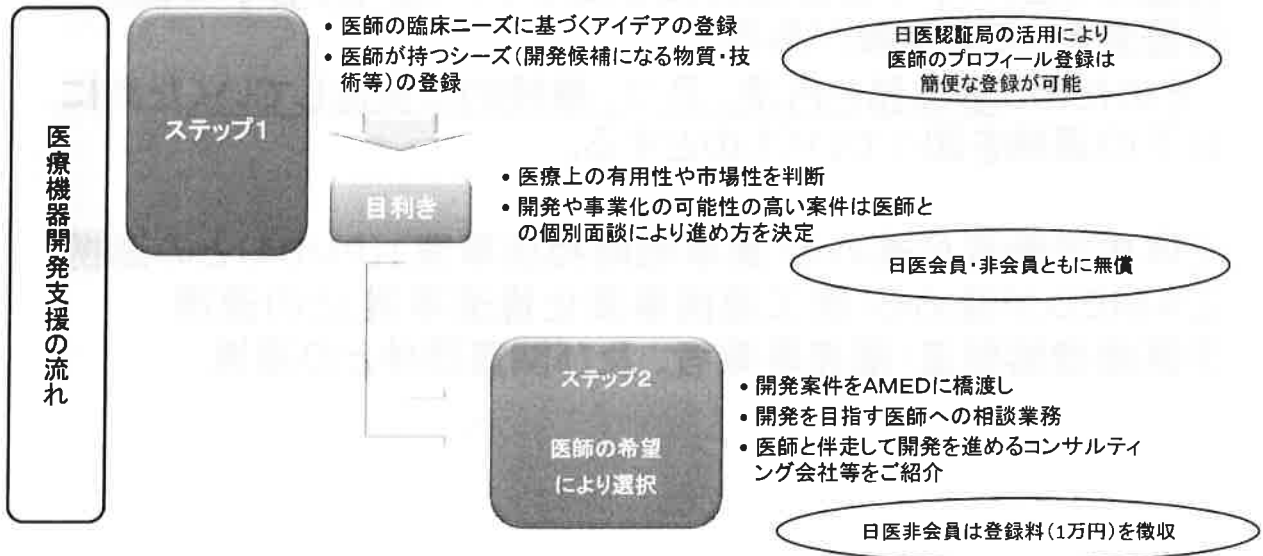 医療機器開発支援の流れ
ステップ1
• 医師の臨床ニーズに基づくアイデアの登録
• 医師が持つシーズ(開発候補になる物質・技
術等)の登録
日医認証局の活用により
医師のプロフィール登録は
簡便な登録が可能
目利き
• 医療上の有用性や市場性を判断
• 開発や事業化の可能性の高い案件は医師と
の個別面談により進め方を決定
日医会員・非会員ともに無償
ステップ2
医師の希望
により選択
• 開発案件をAMEDに橋渡し
• 開発を目指す医師への相談業務
• 医師と伴走して開発を進めるコンサルティ
ング会社等をご紹介
日医非会員は登録料(1万円)を徴収